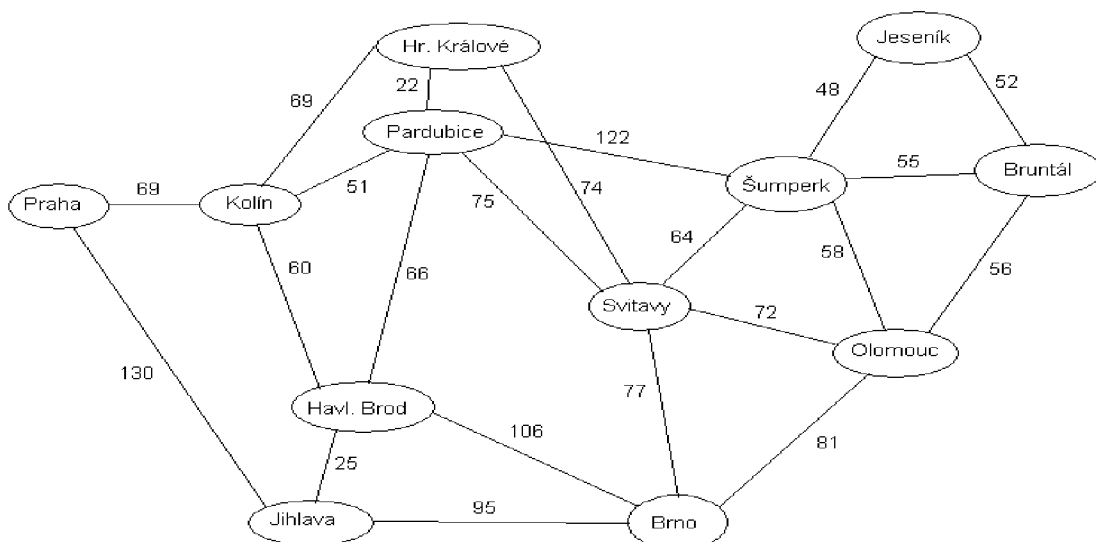 Jeseník
Hr. Králové
22
48
52
69
Pardubice
122
55
Bruntál
Šumperk
69
51
75
74
Praha
Kolín
64
58
56
60
66
Svitavy
72
Olomouc
130
77
Havl. Brod
106
81
25
95
Jihlava
Brno